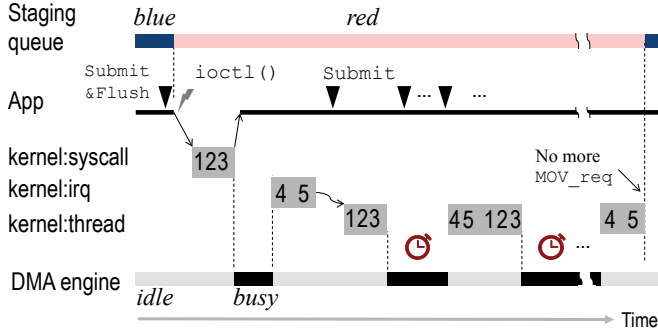 Staging
queue
blue
red
Submit
&Flush
ioctl()
Submit
... ...
App
kernel:syscall
123
kernel:irq
4 5
No more
MOV_req
kernel:thread
123
45 123
...
4 5
DMA engine
idle
busy
Time